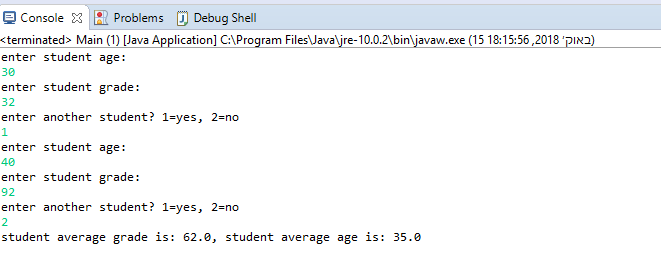 Console Problems Debug Shell
<terminated> Main (1) [Java Application] C:\Program Files\Java\jre-10.0.2\bin\javaw.exe (15 באוק׳ 2018, 18:15:56)
enter student age:
30
enter student grade:
32
enter another student? 1=yes, 2=no
1
enter student age:
40
enter student grade:
92
enter another student? 1=yes, 2=no
2
student average grade is: 62.0, student average age is: 35.0